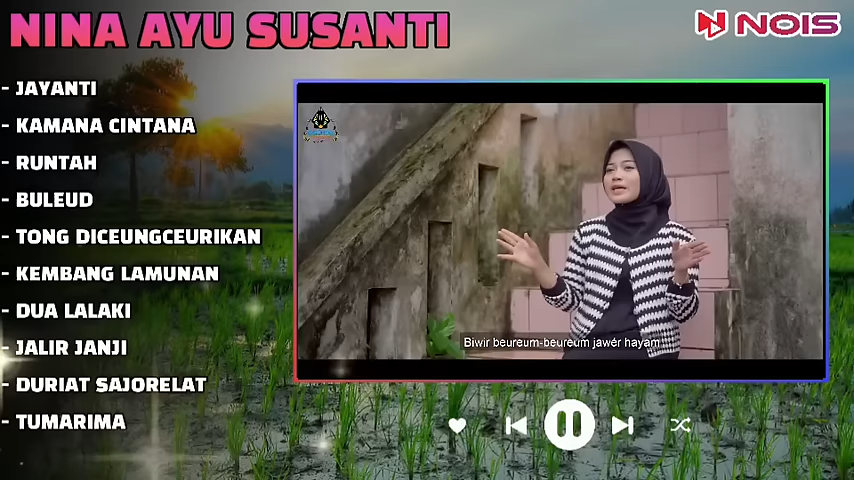 NINA AYU SUSANTI
NOIS
- JAYANTI
- KAMANA CINTANA
- RUNTAH
- BULEUD
- TONG DICEUNGCEURIKAN
- KEMBANG LAMUNAN
- DUA LALAKI
- JALIR JANJI
- DURIAT SAJORELAT
- TUMARIMA
Biwir beureum-beureum jawér hayam